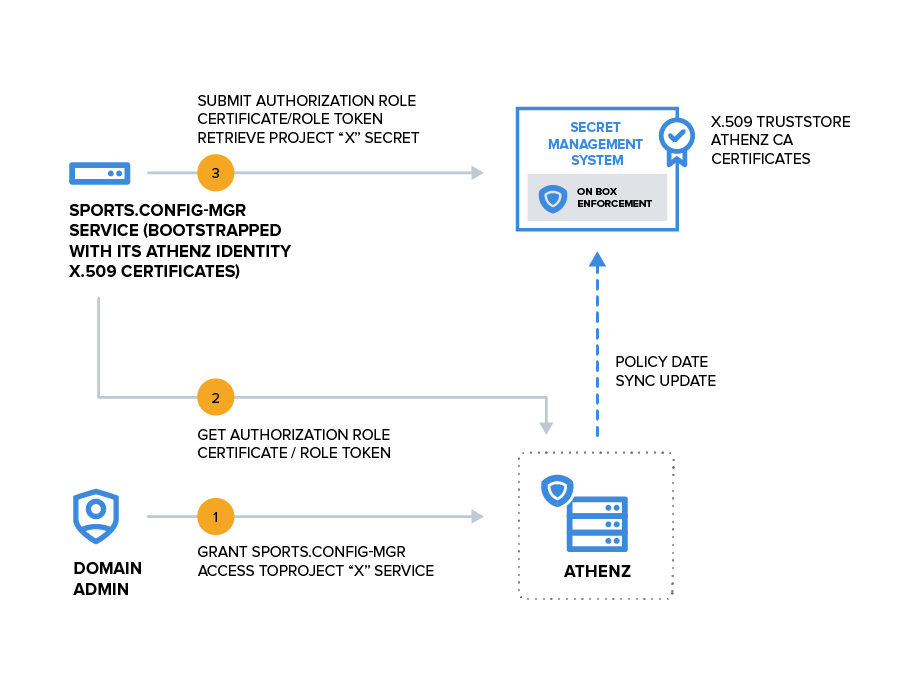 SUBMIT AUTHORIZATION ROLE
CERTIFICATE/ROLE TOKEN
RETRIEVE PROJECT “X” SECRET
3
SPORTS.CONFIG-MGR
SERVICE (BOOTSTRAPPED
WITH ITS ATHENZ IDENTITY
X.509 CERTIFICATES)
SECRET
MANAGEMENT
SYSTEM
ON BOX
ENFORCEMENT
X.509 TRUSTSTORE
ATHENZ CA
CERTIFICATES
POLICY DATE
SYNC UPDATE
2
GET AUTHORIZATION ROLE
CERTIFICATE / ROLE TOKEN
DOMAIN
ADMIN
1
GRANT SPORTS.CONFIG-MGR
ACCESS TOPROJECT “X” SERVICE
ATHENZ